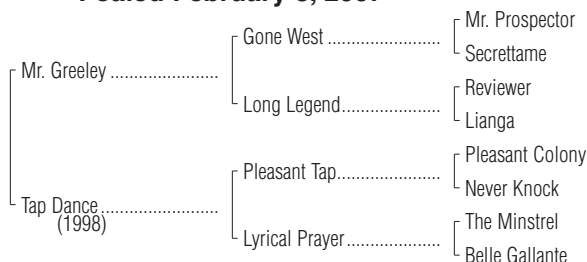 Foaled February 2007
Mr. Prospector
Gone West
Secrettame
Mr. Greeley
Reviewer
Long Legend
Lianga
Pleasant Colony
Pleasant Tap
Never Knock
Tap Dance
(1998)
The Minstrel
Lyrical Prayer
Belle Gallante